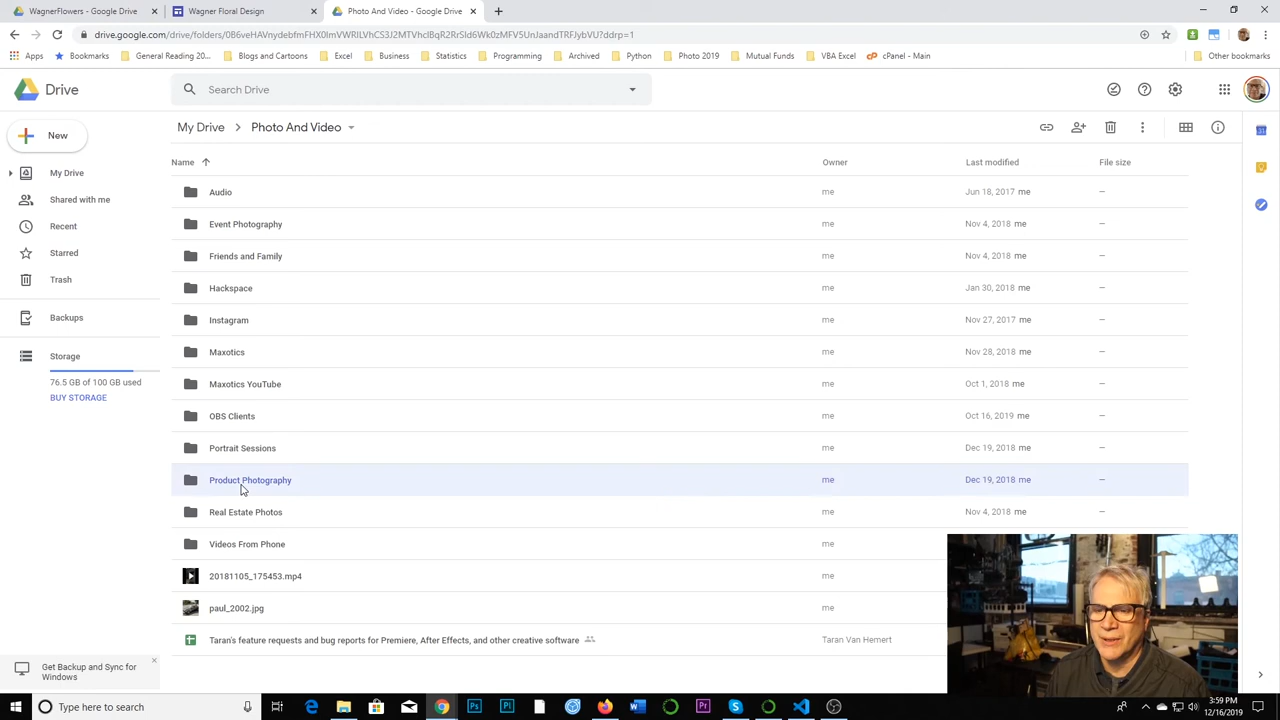 WagnerFlowers - Google Drive
Wagner Floral Design
Photo And Video - Google Drive
drive.google.com/drive/folders/
Apps
Bookmarks
General Reading 20...
Blogs and Cartoons
Excel
Business
Statistics
Programming
Archived
Photo
Photo 2019
Mutual Funds
VBA Excel
cPanel - Main
Other bookmarks
Drive
Search Drive
New
My Drive
Shared with me
Recent
Starred
Trash
Backups
Storage
76.5 GB of 100 GB used
BUY STORAGE
Get Backup and Sync for
Windows
My Drive > Photo And Video
Name Owner Last modified File size
Audio me Jun 18, 2017 me —
Event Photography me Nov 4, 2018 me —
Friends and Family me Nov 4, 2018 me —
Hackspace me Jan 30, 2018 me —
Instagram me Nov 27, 2017 me —
Maxotics me Nov 28, 2018 me —
Maxotics YouTube me Oct 1, 2018 me —
OBS Clients me Oct 16, 2019 me —
Portrait Sessions me Dec 19, 2018 me —
Product Photography me Dec 19, 2018 me —
Real Estate Photos me Nov 4, 2018 me —
Videos From Phone me
20181105_175453.mp4 me
paul_2002.jpg me
Taran's feature requests and bug reports for Premiere, After Effects, and other creative software Taran Van Hemert
Type here to search
3:59 PM
12/16/2019